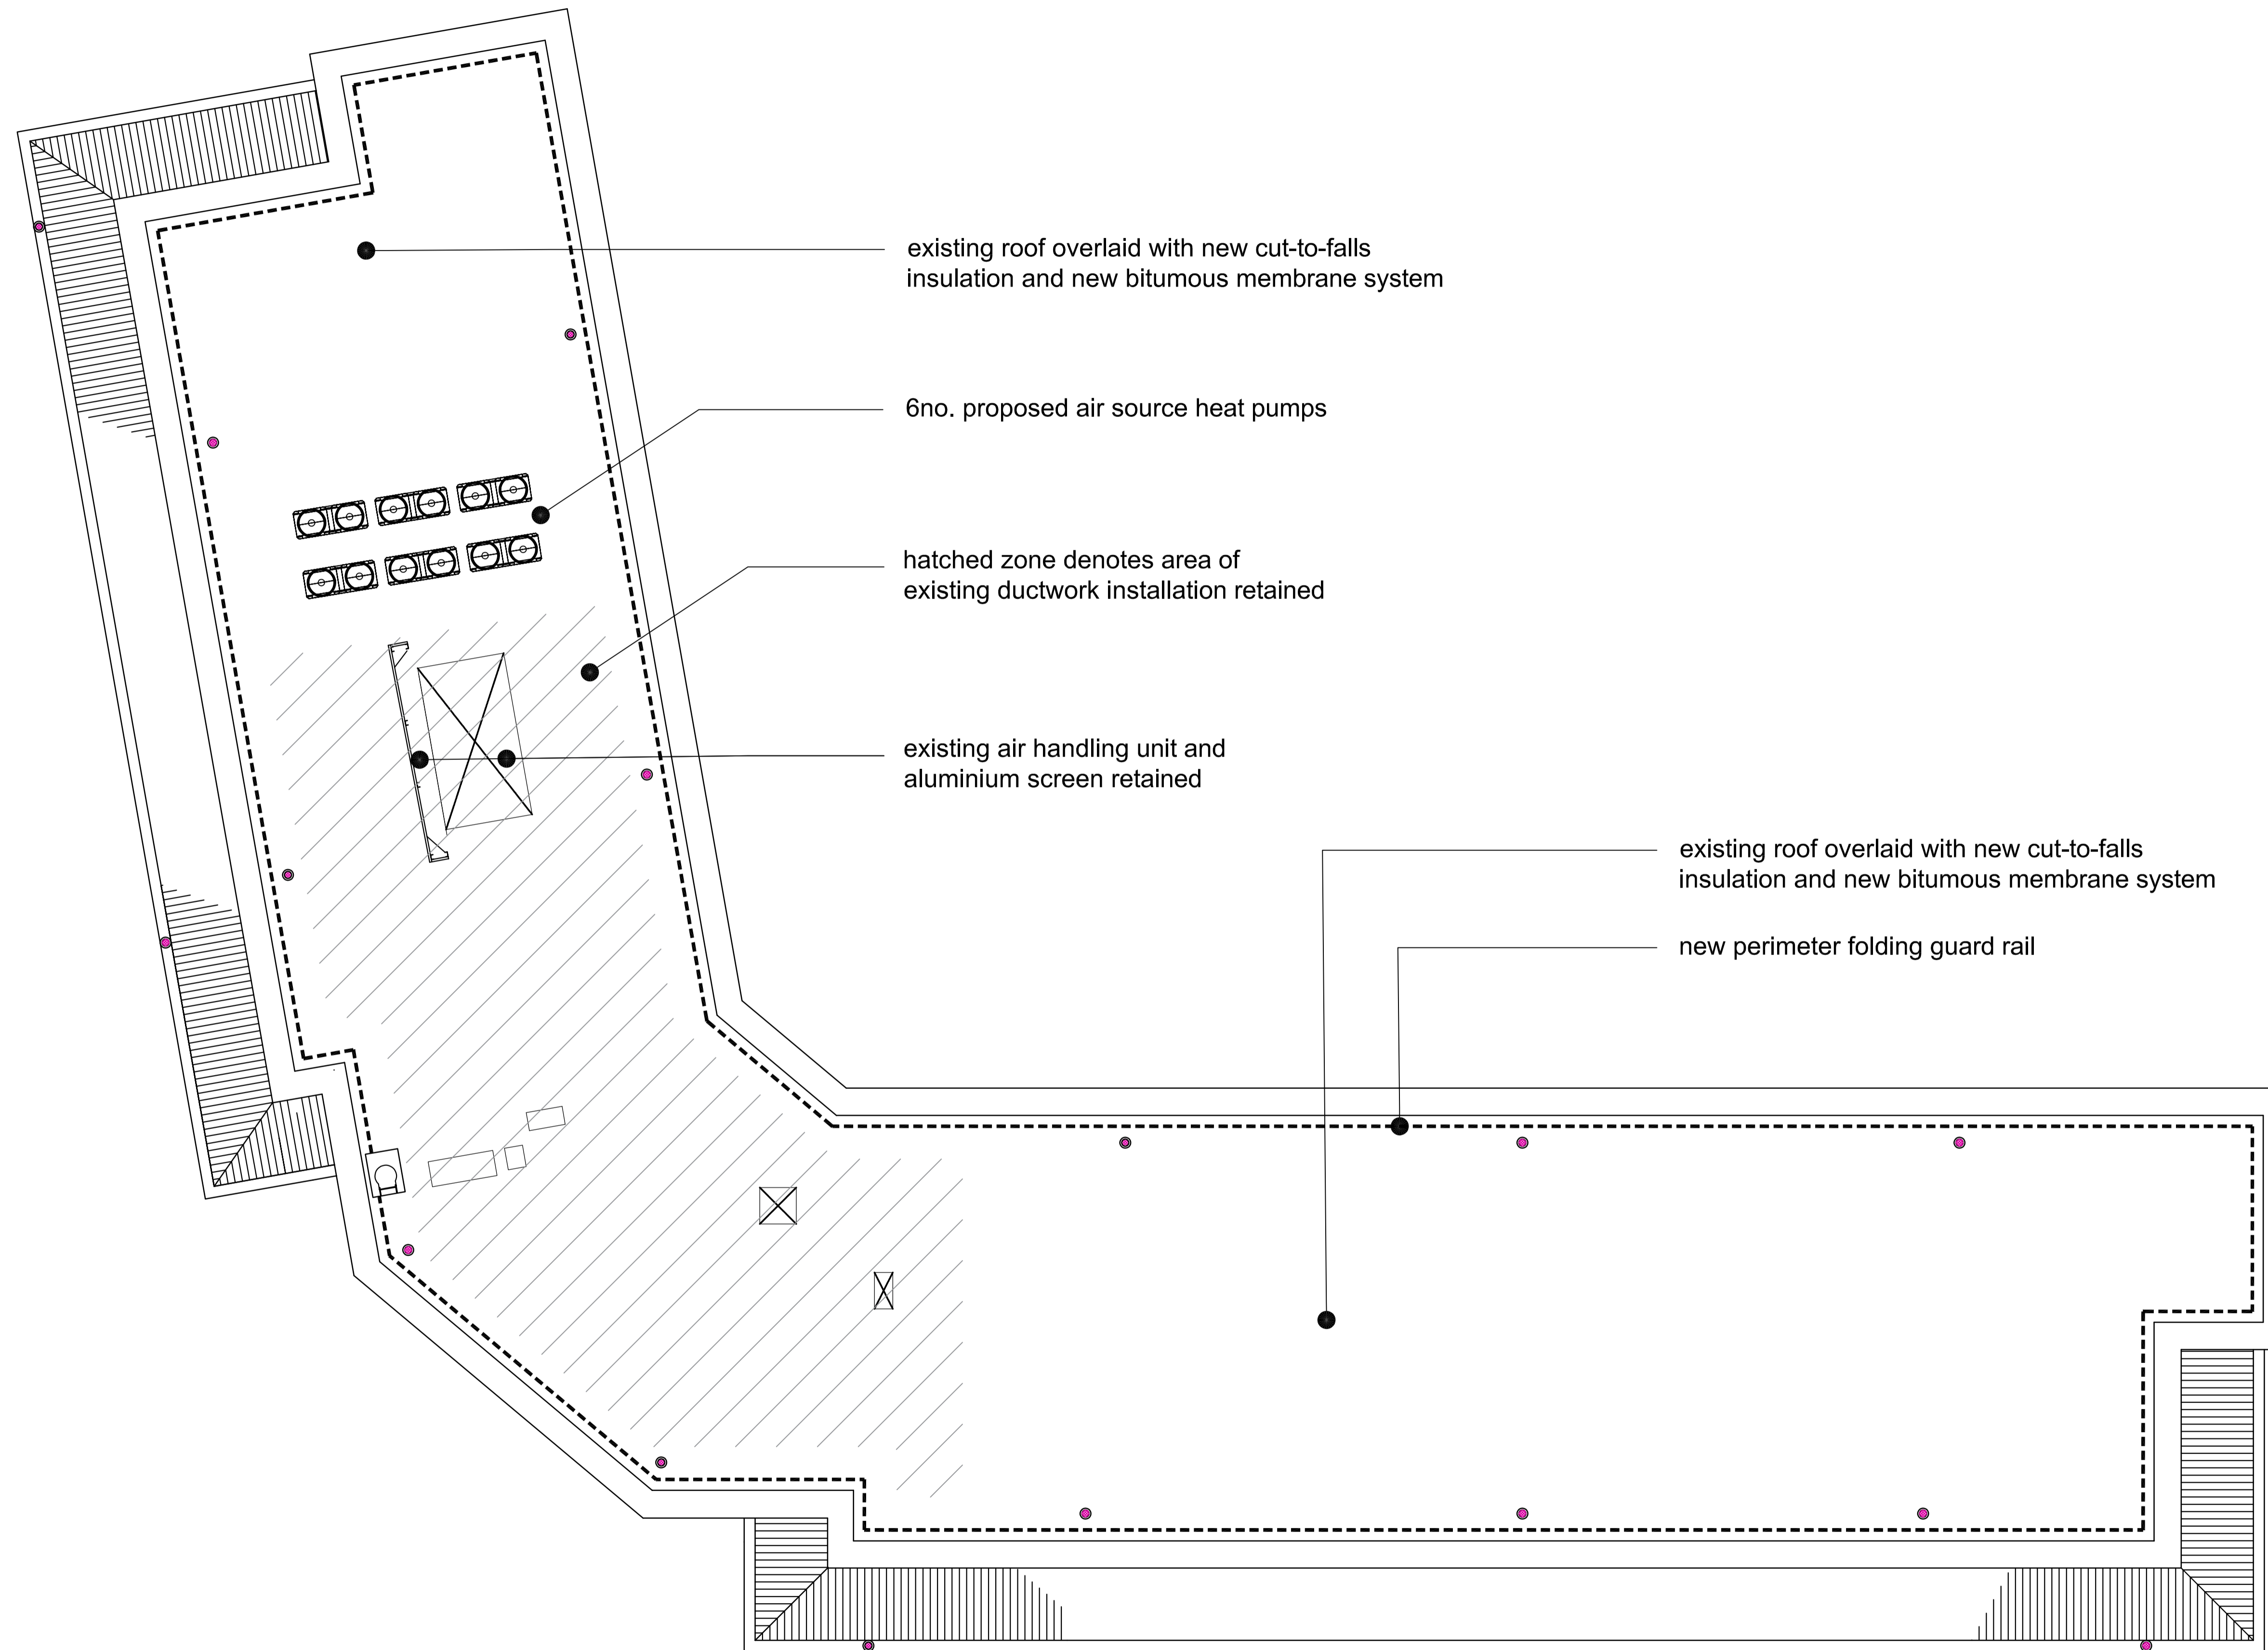 existing roof overlaid with new cut-to-falls
insulation and new bitumous membrane system
6no. proposed air source heat pumps
hatched zone denotes area of
existing ductwork installation retained
existing air handling unit and
aluminium screen retained
existing roof overlaid with new cut-to-falls
insulation and new bitumous membrane system
new perimeter folding guard rail